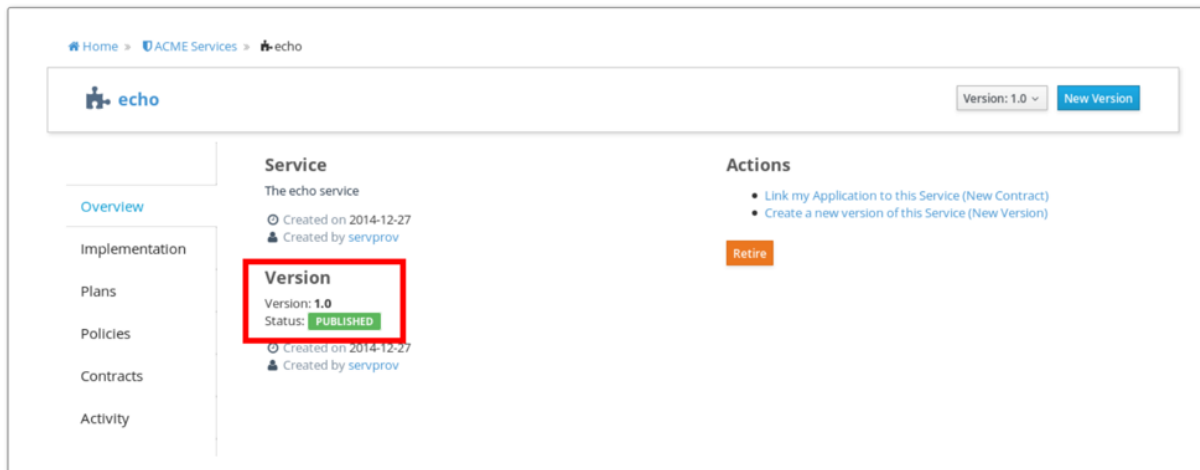 Home » ACME Services » echo
echo
Version: 1.0
New Version
Overview
Implementation
Plans
Policies
Contracts
Activity
Service
The echo service
Created on 2014-12-27
Created by servprov
Version
Version: 1.0
Status: PUBLISHED
Created on 2014-12-27
Created by servprov
Actions
Link my Application to this Service (New Contract)
Create a new version of this Service (New Version)
Retire